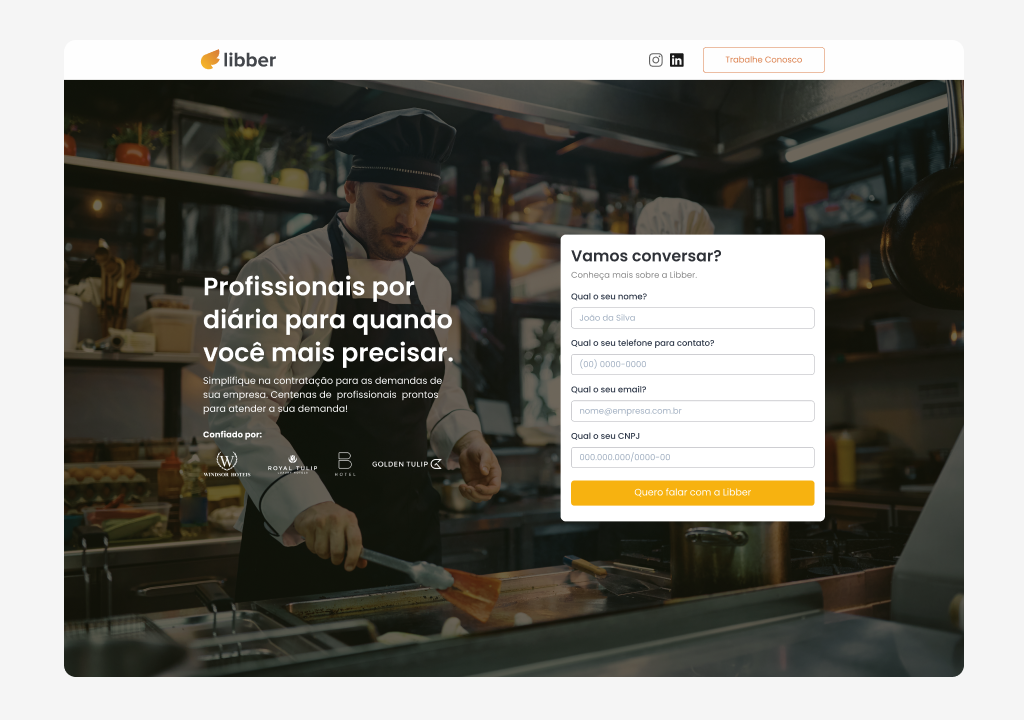 libber
Trabalhe Conosco
Profissionais por
diária para quando
você mais precisar.
Simplifique na contratação para as demandas de
sua empresa. Centenas de profissionais prontos
para atender a sua demanda!
Confiado por:
WINDSOR HOTÉIS
ROYAL TULIP
B
HOTEL
GOLDEN TULIP
Vamos conversar?
Conheça mais sobre a Libber.
Qual o seu nome?
João da Silva
Qual o seu telefone para contato?
(00) 0000-0000
Qual o seu email?
nome@empresa.com.br
Qual o seu CNPJ
000.000.000/0000-00
Quero falar com a Libber